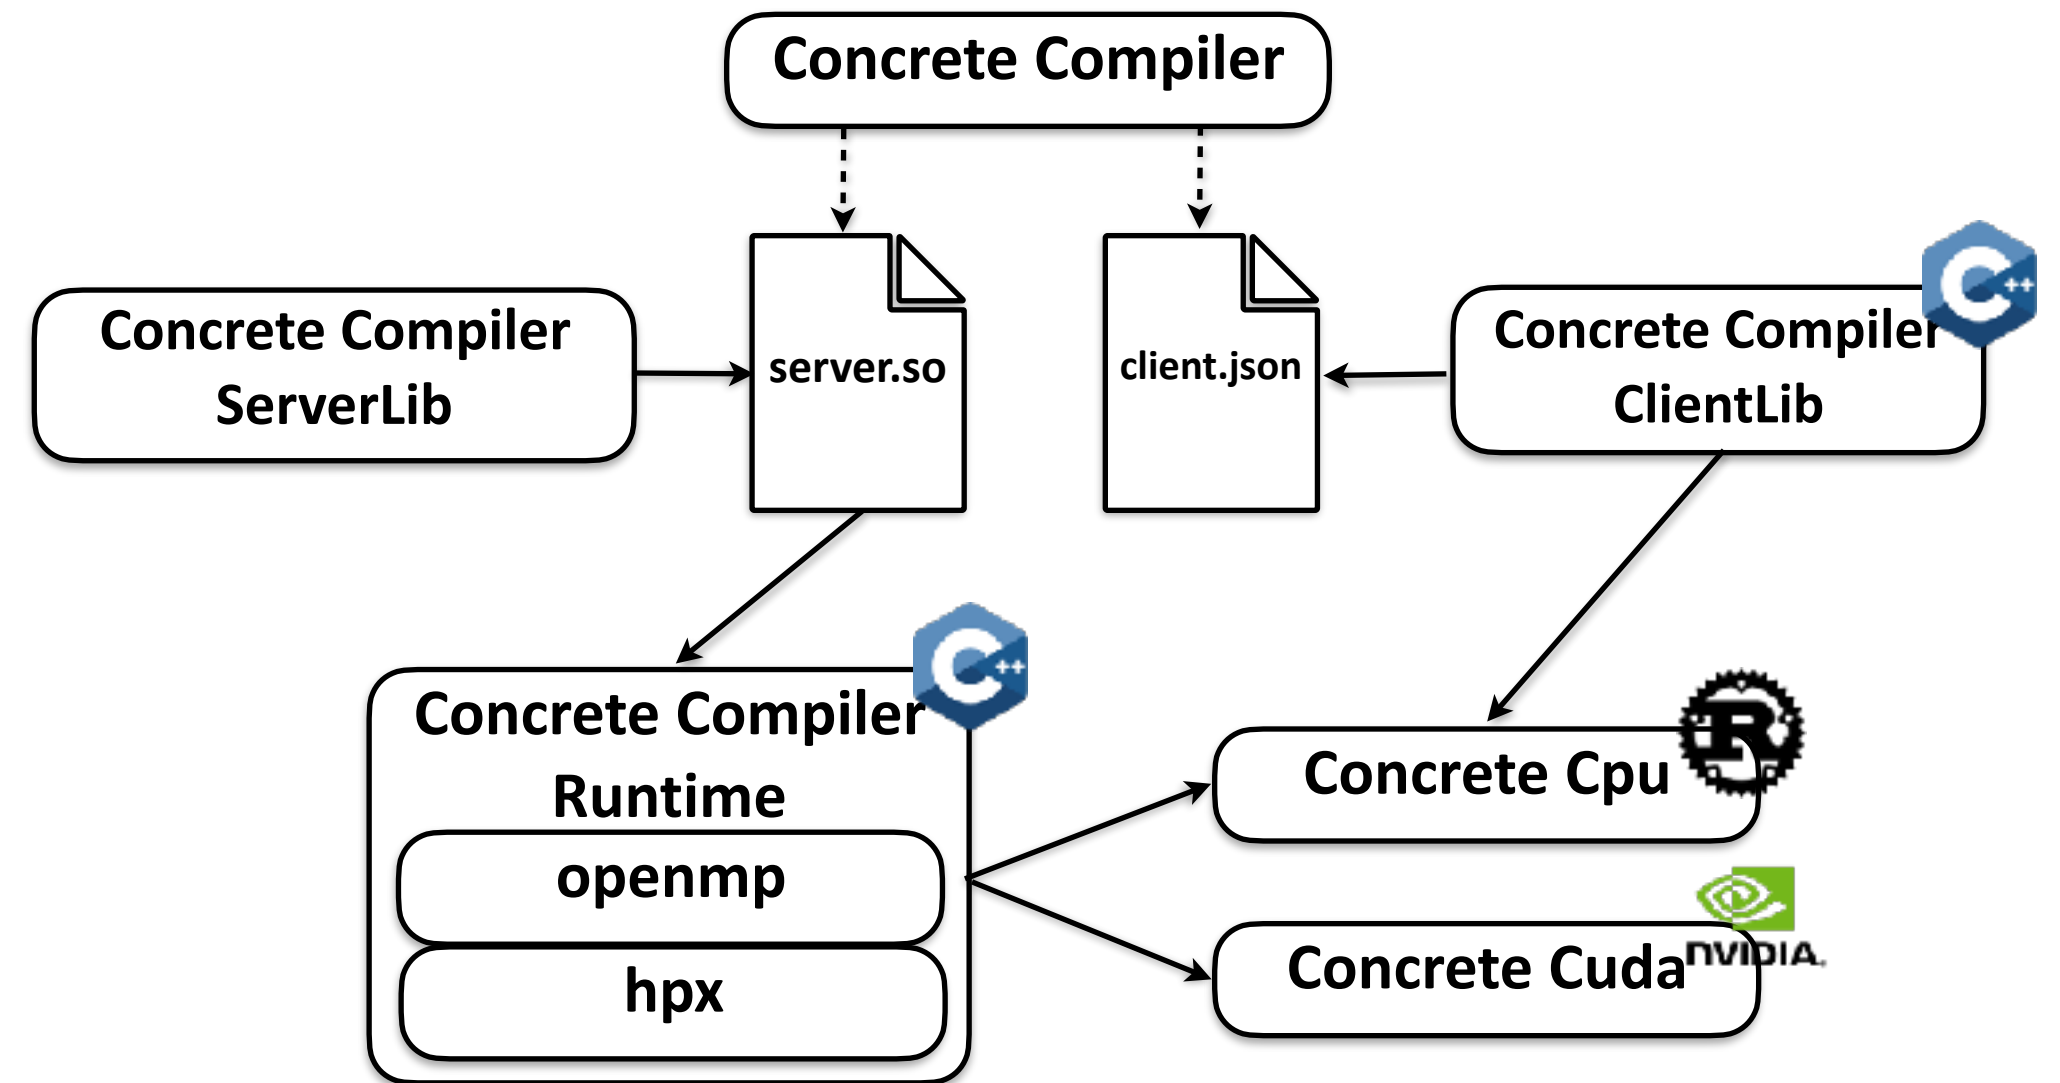 Concrete Compiler
Concrete Compiler
ServerLib
server.so
client.json
Concrete Compiler
ClientLib
C++
Concrete Compiler
Runtime
C++
openmp
hpx
Concrete Cpu
R
Concrete Cuda
NVIDIA.